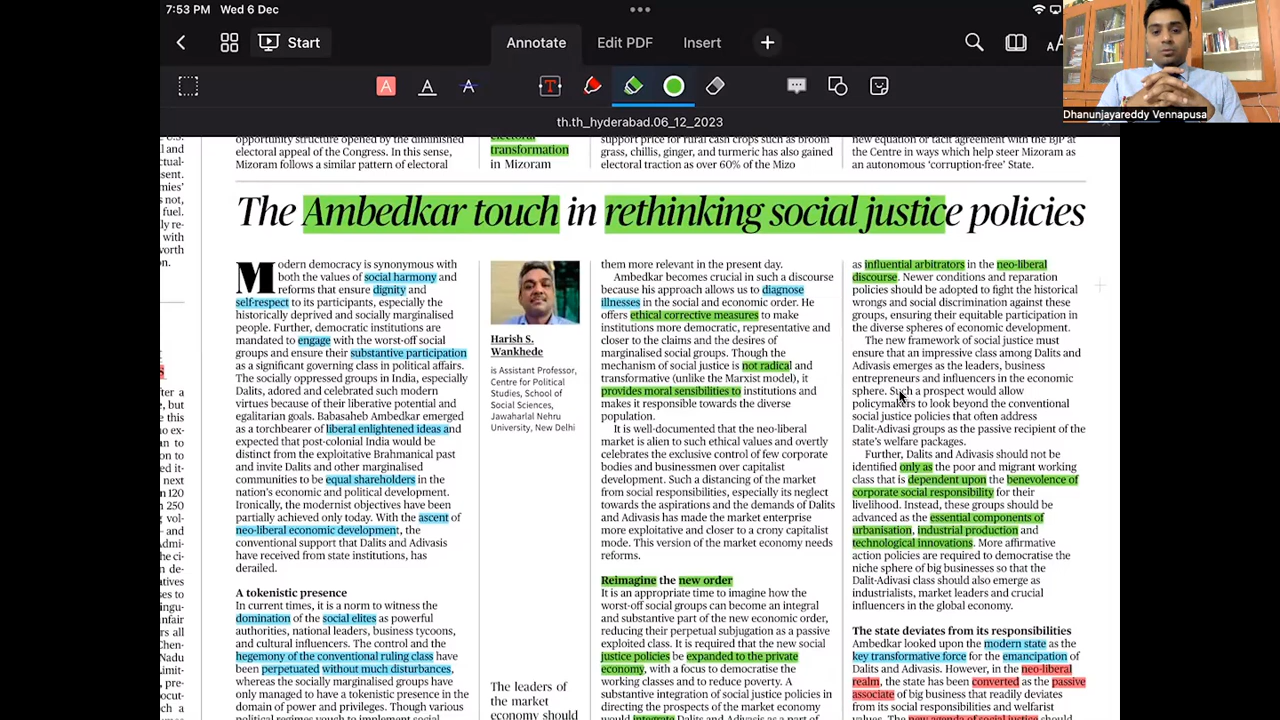 7:53 PM Wed 6 Dec
Start
Annotate
Edit PDF
Insert
Dhanunjayareddy Vennapusa
th.th_hyderabad.06_12_2023
opportunity structure opened by the diminished
electoral appeal of the Congress. In this sense,
Mizoram follows a similar pattern of electoral
electoral
transformation
in Mizoram
support price for rural cash crops such as broom
grass, chillis, ginger, and turmeric has also gained
electoral traction as over 60% of the Mizo
new equation of tacit agreement with the BJP at
the Centre in ways which help steer Mizoram as
an autonomous ‘corruption-free’ State.
The Ambedkar touch in rethinking social justice policies
Modern democracy is synonymous with
both the values of social harmony and
reforms that ensure dignity and
self-respect to its participants, especially the
historically deprived and socially marginalised
people. Further, democratic institutions are
mandated to engage with the worst-off social
groups and ensure their substantive participation
as a significant governing class in political affairs.
The socially oppressed groups in India, especially
Dalits, adored and celebrated such modern
virtues because of their liberative potential and
egalitarian goals. Babasaheb Ambedkar emerged
as a torchbearer of liberal enlightened ideas and
expected that post-colonial India would be
distinct from the exploitative Brahmanical past
and invite Dalits and other marginalised
communities to be equal shareholders in the
nation’s economic and political development.
Ironically, the modernist objectives have been
partially achieved only today. With the ascent of
neo-liberal economic development, the
conventional support that Dalits and Adivasis
have received from state institutions, has
derailed.
A tokenistic presence
In current times, it is a norm to witness the
domination of the social elites as powerful
authorities, national leaders, business tycoons,
and cultural influencers. The control and the
hegemony of the conventional ruling class have
been perpetuated without much disturbances,
whereas the socially marginalised groups have
only managed to have a tokenistic presence in the
domain of power and privileges. Though various
political regimes vouch to implement social
Harish S.
Wankhede
is Assistant Professor,
Centre for Political
Studies, School of
Social Sciences,
Jawaharlal Nehru
University, New Delhi
The leaders of
the market
economy should
them more relevant in the present day.
Ambedkar becomes crucial in such a discourse
because his approach allows us to diagnose
illnesses in the social and economic order. He
offers ethical corrective measures to make
institutions more democratic, representative and
closer to the claims and the desires of
marginalised social groups. Though the
mechanism of social justice is not radical and
transformative (unlike the Marxist model), it
provides moral sensibilities to institutions and
makes it responsible towards the diverse
population.
It is well-documented that the neo-liberal
market is alien to such ethical values and overtly
celebrates the exclusive control of few corporate
bodies and businessmen over capitalist
development. Such a distancing of the market
from social responsibilities, especially its neglect
towards the aspirations and the demands of Dalits
and Adivasis has made the market enterprise
more exploitative and closer to a crony capitalist
mode. This version of the market economy needs
reforms.
Reimagine the new order
It is an appropriate time to imagine how the
worst-off social groups can become an integral
and substantive part of the new economic order,
reducing their perpetual subjugation as a passive
exploited class. It is required that the new social
justice policies be expanded to the private
economy, with a focus to democratise the
working classes and to reduce poverty. A
substantive integration of social justice policies in
directing the prospects of the market economy
would integrate Dalits and Adivasis as a part of
as influential arbitrators in the neo-liberal
discourse. Newer conditions and reparation
policies should be adopted to fight the historical
wrongs and social discrimination against these
groups, ensuring their equitable participation in
the diverse spheres of economic development.
The new framework of social justice must
ensure that an impressive class among Dalits and
Adivasis emerges as the leaders, business
entrepreneurs and influencers in the economic
sphere. Such a prospect would allow
policymakers to look beyond the conventional
social justice policies that often address
Dalit-Adivasi groups as the passive recipient of the
state’s welfare packages.
Further, Dalits and Adivasis should not be
identified only as the poor and migrant working
class that is dependent upon the benevolence of
corporate social responsibility for their
livelihood. Instead, these groups should be
advanced as the essential components of
urbanisation, industrial production and
technological innovations. More affirmative
action policies are required to democratise the
niche sphere of big businesses so that the
Dalit-Adivasi class should also emerge as
industrialists, market leaders and crucial
influencers in the global economy.
The state deviates from its responsibilities
Ambedkar looked upon the modern state as the
key transformative force for the emancipation of
Dalits and Adivasis. However, in the neo-liberal
realm, the state has been converted as the passive
associate of big business that readily deviates
from its social responsibilities and welfarist
values. The new agenda of social justice should